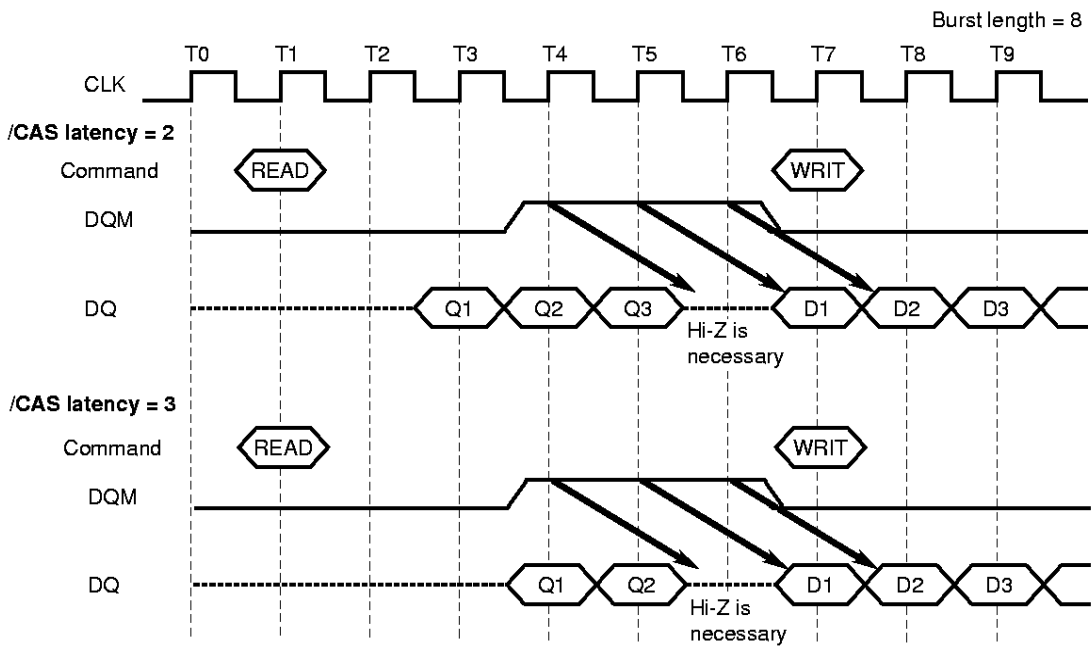 Burst length = 8
T0 T1 T2 T3 T4 T5 T6 T7 T8 T9
CLK
/CAS latency = 2
Command READ WRIT
DQM
DQ Q1 Q2 Q3 D1 D2 D3
Hi-Z is
necessary
/CAS latency = 3
Command READ WRIT
DQM
DQ Q1 Q2 D1 D2 D3
Hi-Z is
necessary